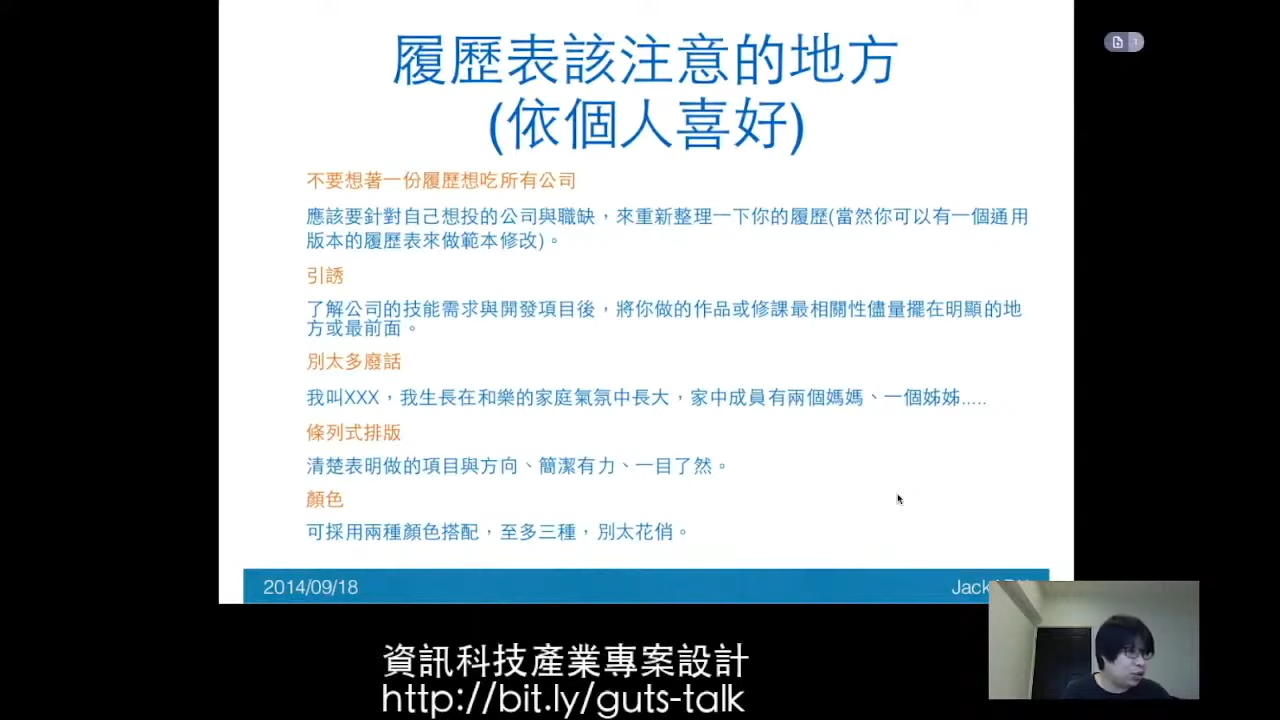 履歷表該注意的地方
(依個人喜好)
不要想著一份履歷想吃所有公司
應該要針對自己想投的公司與職缺，來重新整理一下你的履歷(當然你可以有一個通用
版本的履歷表來做範本修改)。
引誘
了解公司的技能需求與開發項目後，將你做的作品或修課最相關性儘量擺在明顯的地
方或最前面。
別太多廢話
我叫XXX，我生長在和樂的家庭氣氛中長大，家中成員有兩個媽媽、一個姊姊.....
條列式排版
清楚表明做的項目與方向、簡潔有力、一目了然。
顏色
可採用兩種顏色搭配，至多三種，別太花俏。
2014/09/18
Jack
資訊科技產業專案設計
http://bit.ly/guts-talk